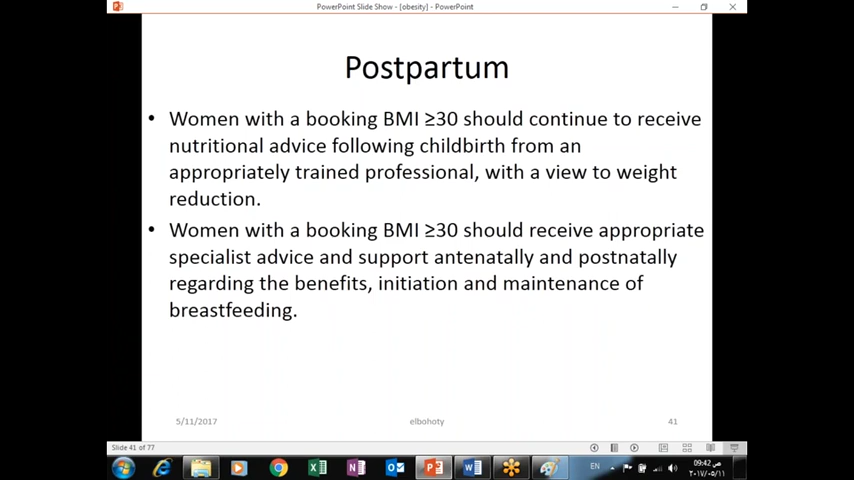 PowerPoint Slide Show - [obesity] - PowerPoint
Postpartum
• Women with a booking BMI ≥30 should continue to receive
nutritional advice following childbirth from an
appropriately trained professional, with a view to weight
reduction.
• Women with a booking BMI ≥30 should receive appropriate
specialist advice and support antenatally and postnatally
regarding the benefits, initiation and maintenance of
breastfeeding.
5/11/2017 elbohoty 41
Slide 41 of 77
EN 09:42 ص
٢٠١٧/٠٥/١١